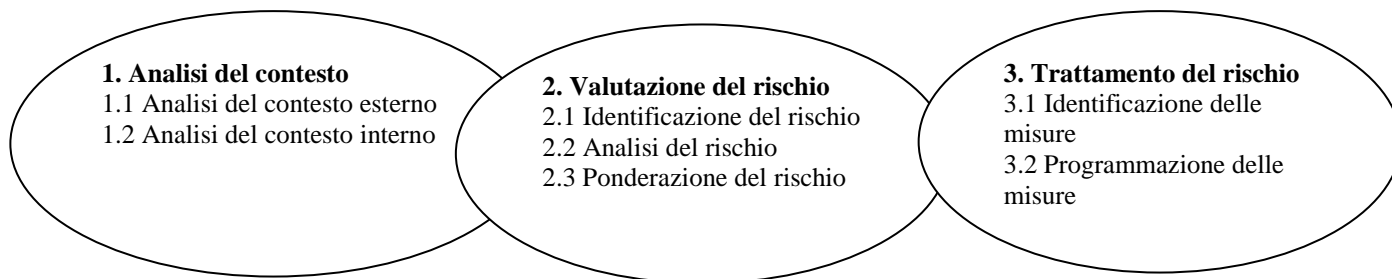 1. Analisi del contesto
1.1 Analisi del contesto esterno
1.2 Analisi del contesto interno
2. Valutazione del rischio
2.1 Identificazione del rischio
2.2 Analisi del rischio
2.3 Ponderazione del rischio
3. Trattamento del rischio
3.1 Identificazione delle
misure
3.2 Programmazione delle
misure